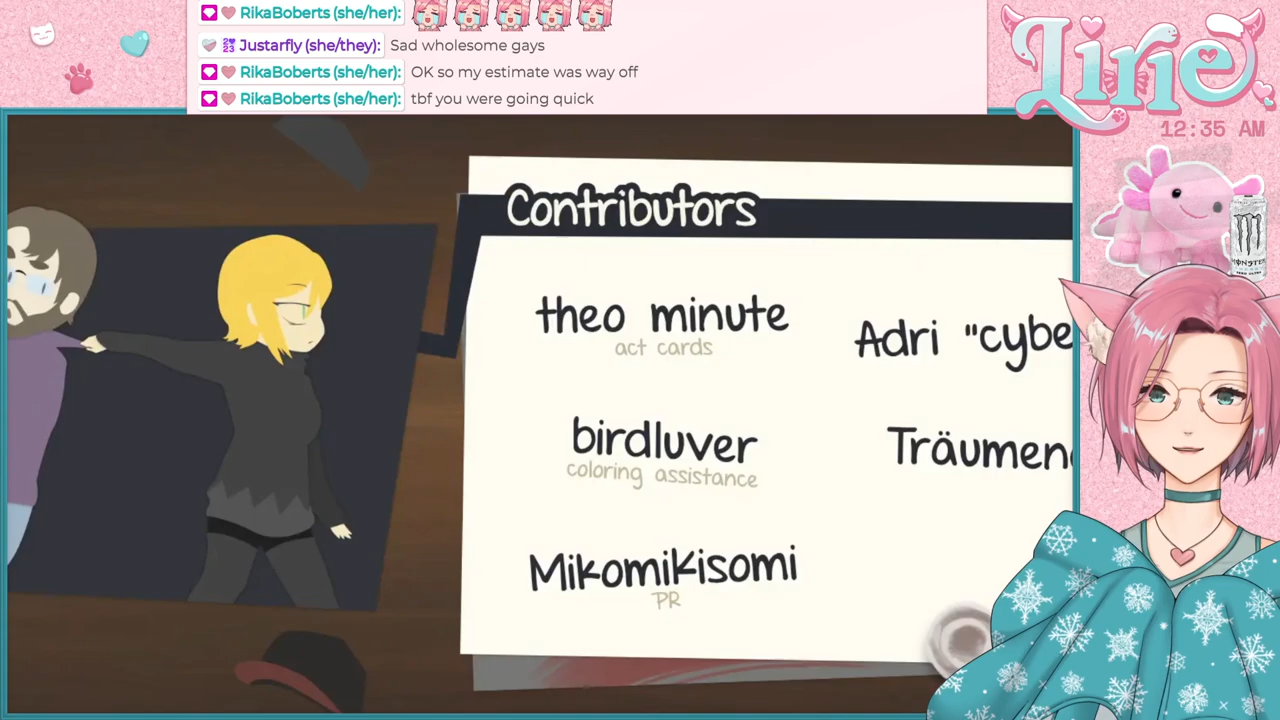 RikaBoberts (she/her):
Justarfly (she/they): Sad wholesome gays
RikaBoberts (she/her): OK so my estimate was way off
RikaBoberts (she/her): tbf you were going quick
Lirie
12:35 AM
Contributors
theo minute
act cards
Adri "cybe
birdluver
coloring assistance
Träumen
Mikomikisomi
PR
MONSTER